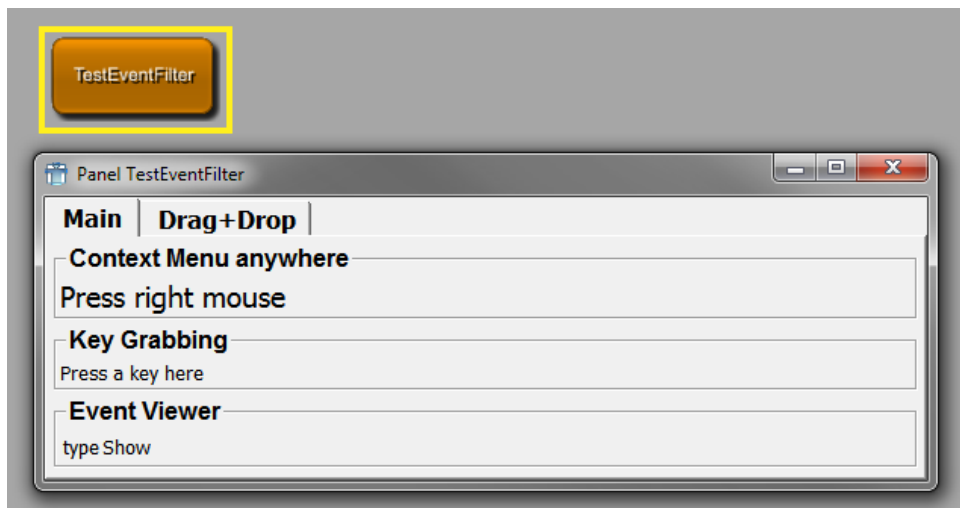 TestEventFilter
Panel TestEventFilter
Main Drag+Drop
Context Menu anywhere
Press right mouse
Key Grabbing
Press a key here
Event Viewer
type Show